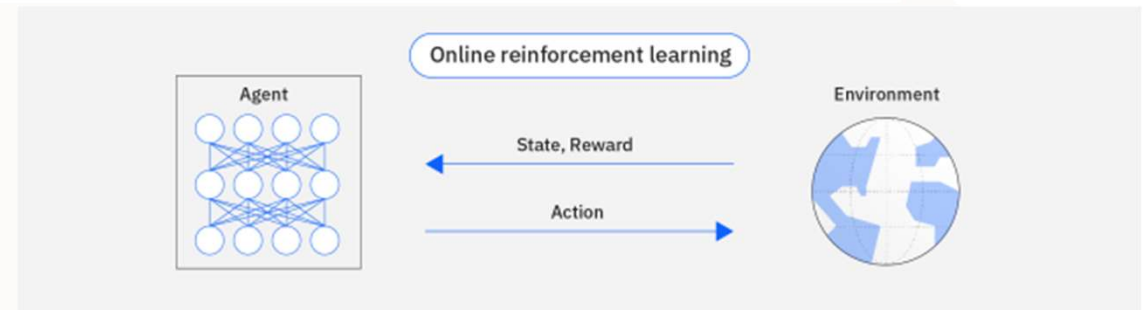 Online reinforcement learning
Agent
Environment
State, Reward
Action